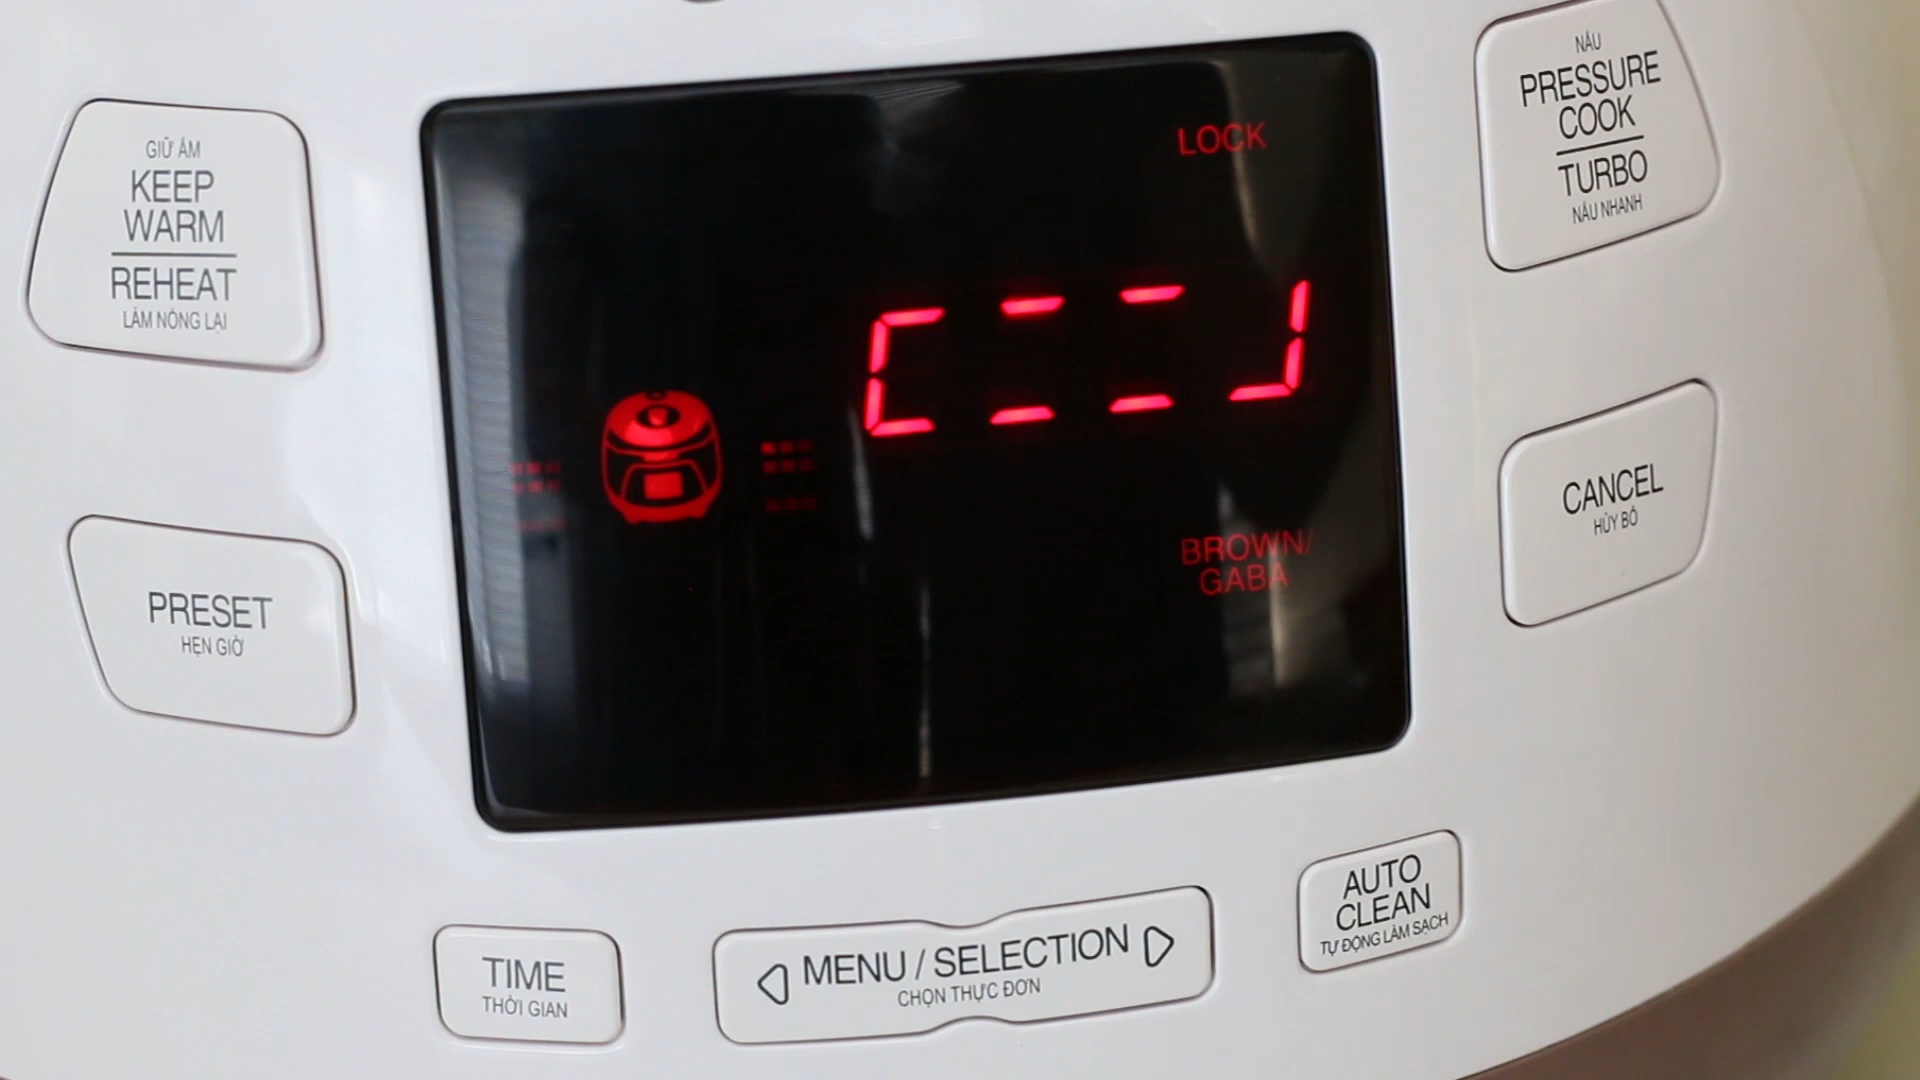 GIỮ ẤM
KEEP
WARM
REHEAT
LÀM NÓNG LẠI
PRESET
HẸN GIỜ
LOCK
BROWN/
GABA
NẤU
PRESSURE
COOK
TURBO
NẤU NHANH
CANCEL
HỦY BỎ
TIME
THỜI GIAN
MENU / SELECTION
CHỌN THỰC ĐƠN
AUTO
CLEAN
TỰ ĐỘNG LÀM SẠCH